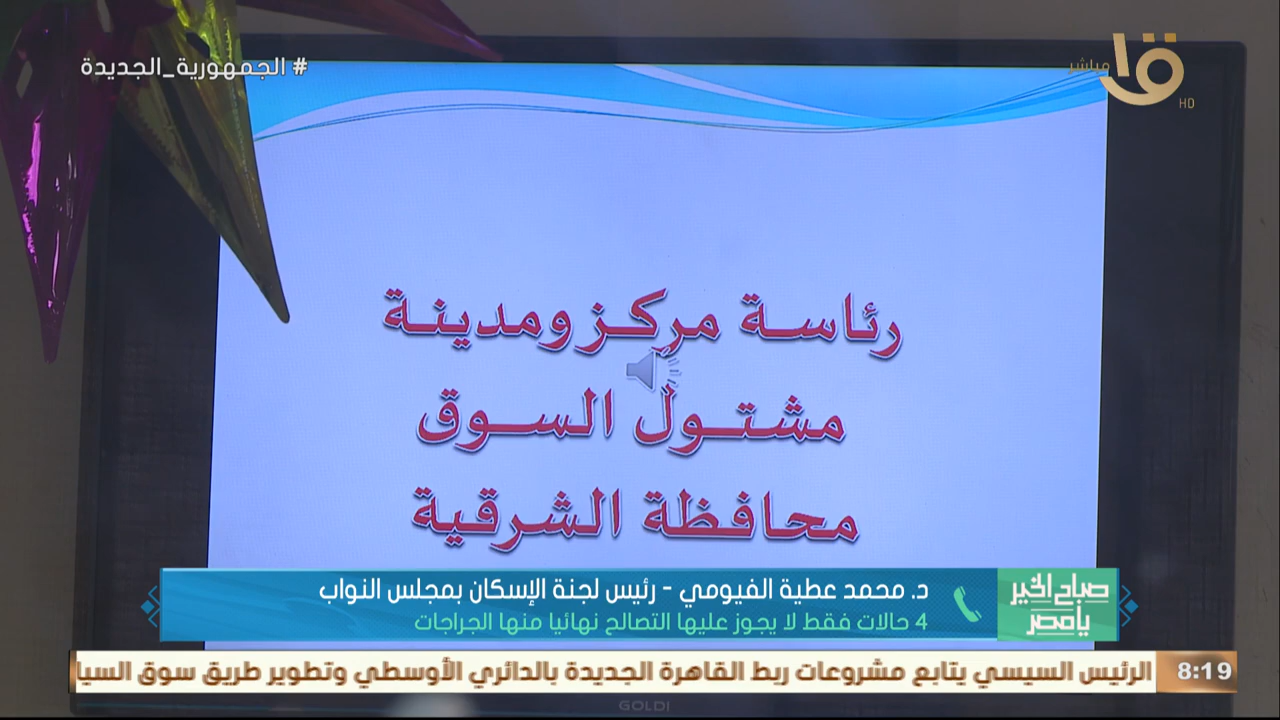 # الجمهورية_الجديدة
مباشر
HD
رئاسة مركز ومدينة
مشتول السوق
محافظة الشرقية
صباح الخير
يا مصر
د. محمد عطية الفيومي - رئيس لجنة الإسكان بمجلس النواب
4 حالات فقط لا يجوز عليها التصالح نهائيا منها الجراجات
8:19
الرئيس السيسي يتابع مشروعات ربط القاهرة الجديدة بالدائري الأوسطي وتطوير طريق سوق السيا
GOLDI